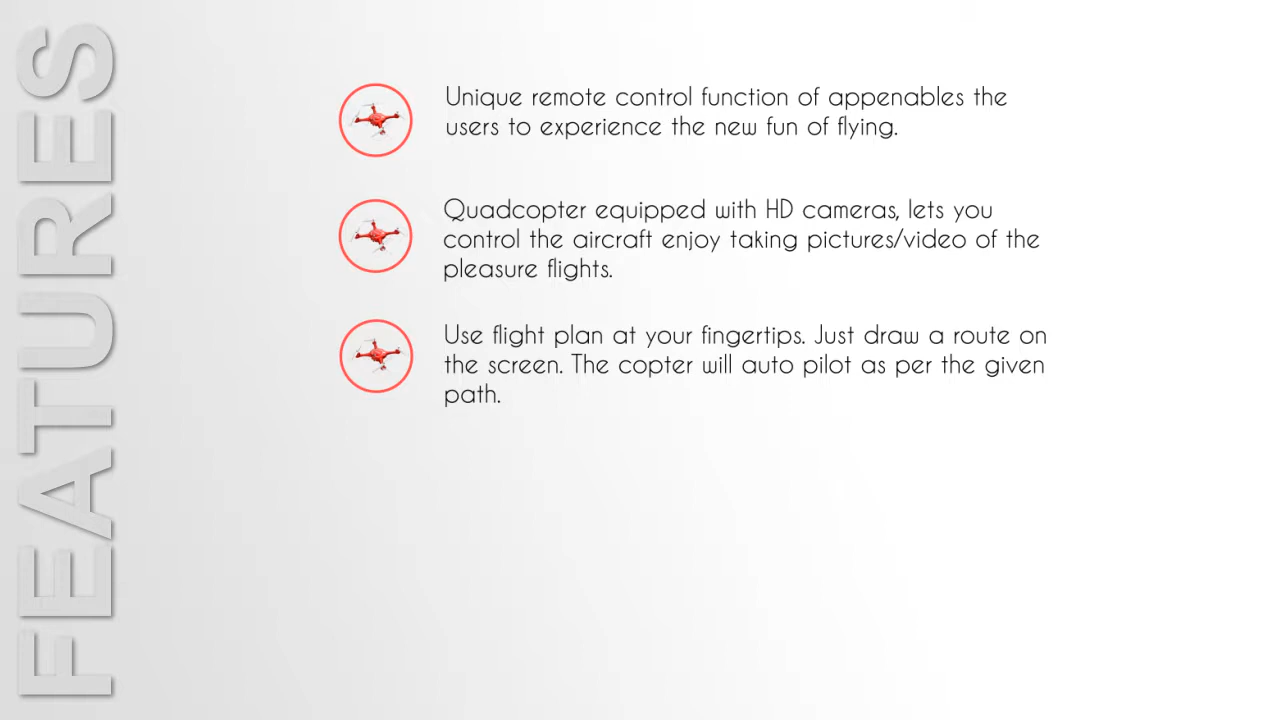 FEATURES
Unique remote control function of appenables the
users to experience the new fun of flying.
Quadcopter equipped with HD cameras, lets you
control the aircraft enjoy taking pictures/video of the
pleasure flights.
Use flight plan at your fingertips. Just draw a route on
the screen. The copter will auto pilot as per the given
path.